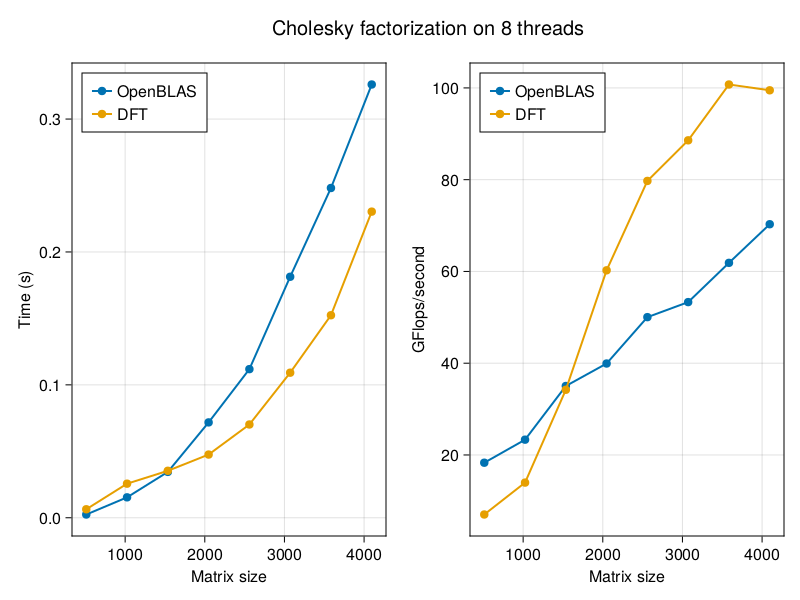 Cholesky factorization on 8 threads
OpenBLAS
DFT
0.3
0.2
0.1
0.0
Time (s)
1000 2000 3000 4000
Matrix size
OpenBLAS
DFT
100
80
60
40
20
GFlops/second
1000 2000 3000 4000
Matrix size